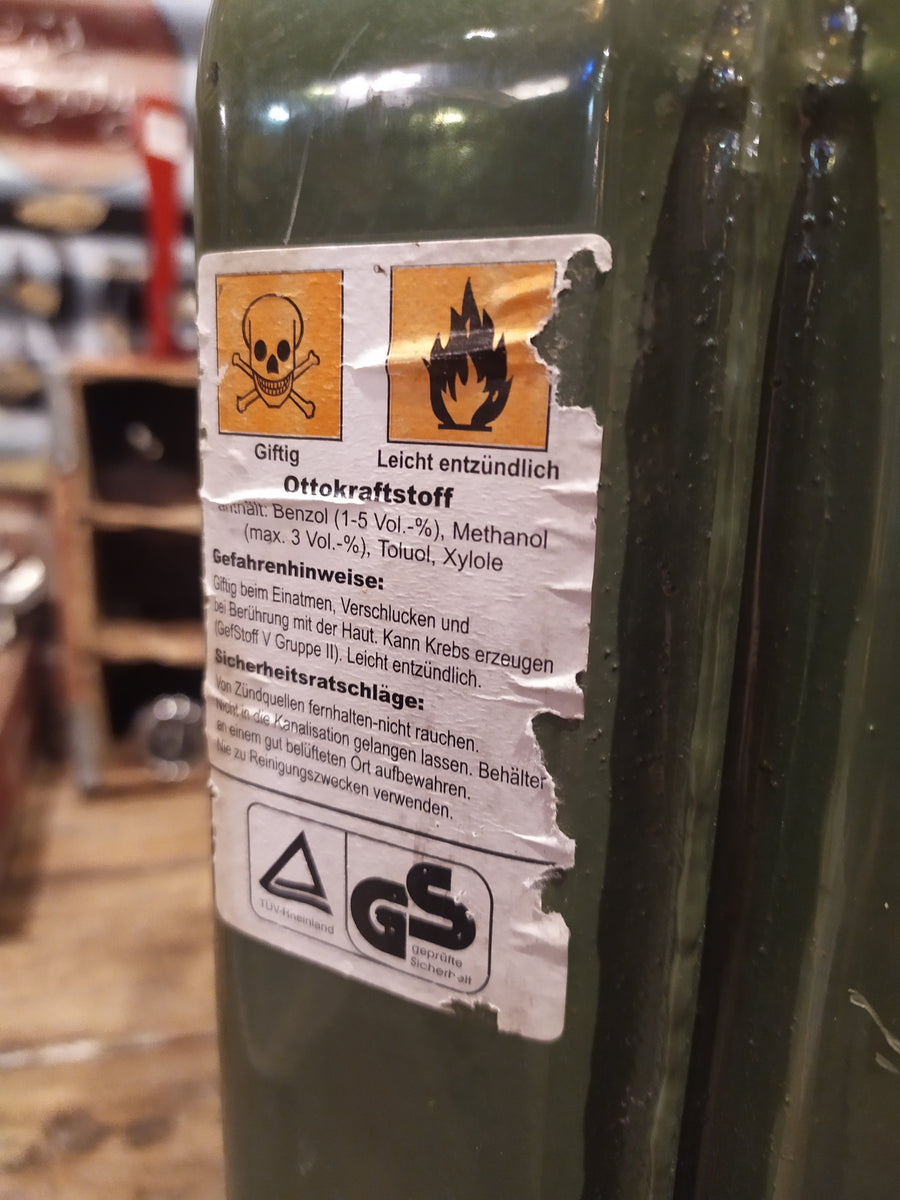 Giftig
Leicht entzündlich
Ottokraftstoff
enthält: Benzol (1-5 Vol.-%), Methanol
(max. 3 Vol.-%), Toluol, Xylole
Gefahrenhinweise:
Giftig beim Einatmen, Verschlucken und
bei Berührung mit der Haut. Kann Krebs erzeugen
(GefStoff V Gruppe II). Leicht entzündlich.
Sicherheitsratschläge:
Von Zündquellen fernhalten-nicht rauchen.
Nicht in die Kanalisation gelangen lassen. Behälter
an einem gut belüfteten Ort aufbewahren.
Nie zu Reinigungszwecken verwenden.
TÜV-Rheinland
GS
geprüfte
Sicherheit